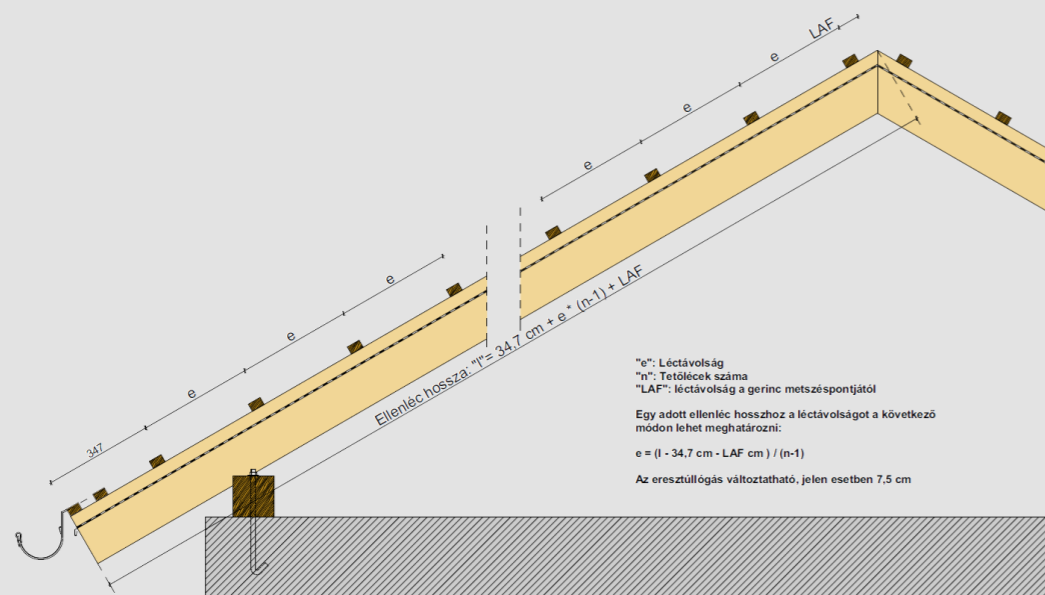 LAF
e
e
e
e
e
e
347
Ellenléc hossza: "l"= 34,7 cm + e * (n-1) + LAF
"e": Léctávolság
"n": Tetőlécek száma
"LAF": léctávolság a gerinc metszéspontjától
Egy adott ellenléc hosszhoz a léctávolságot a következő
módon lehet meghatározni:
e = (l - 34,7 cm - LAF cm ) / (n-1)
Az eresztúllógás változtatható, jelen esetben 7,5 cm